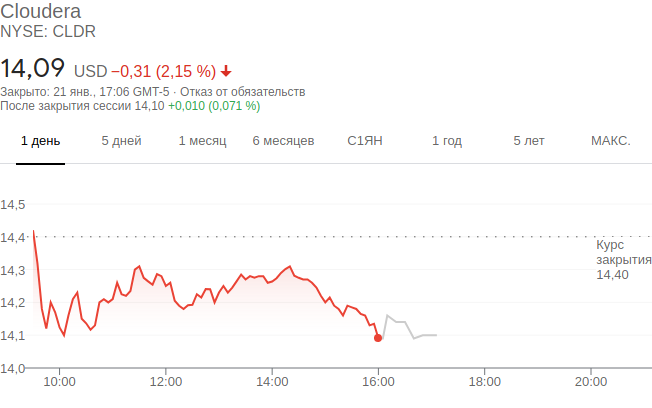 Cloudera
NYSE: CLDR
14,09 USD −0,31 (2,15 %)
Закрыто: 21 янв., 17:06 GMT-5 · Отказ от обязательств
После закрытия сессии 14,10 +0,010 (0,071 %)
1 день 5 дней 1 месяц 6 месяцев С1ЯН 1 год 5 лет МАКС.
14,5
14,4
Курс
закрытия
14,40
14,3
14,2
14,1
14,0
10:00 12:00 14:00 16:00 18:00 20:00